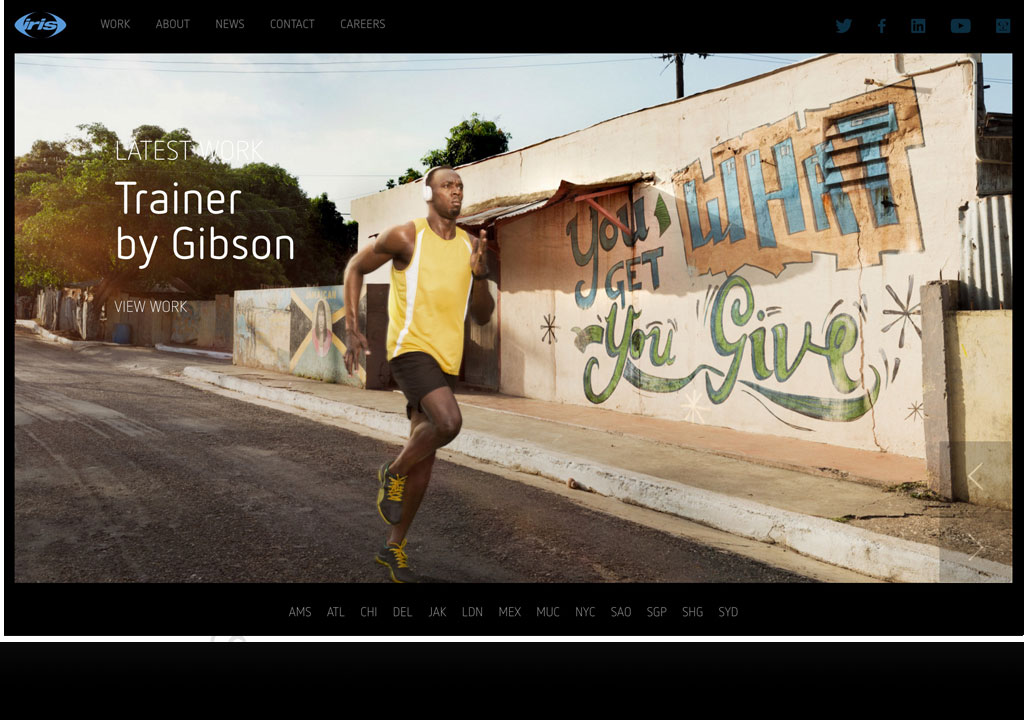 iris
WORK ABOUT NEWS CONTACT CAREERS
LATEST WORK
Trainer
by Gibson
VIEW WORK
WHAT
You
GET
You Give
JAMAICAN
AMS ATL CHI DEL JAK LDN MEX MUC NYC SAO SGP SHG SYD